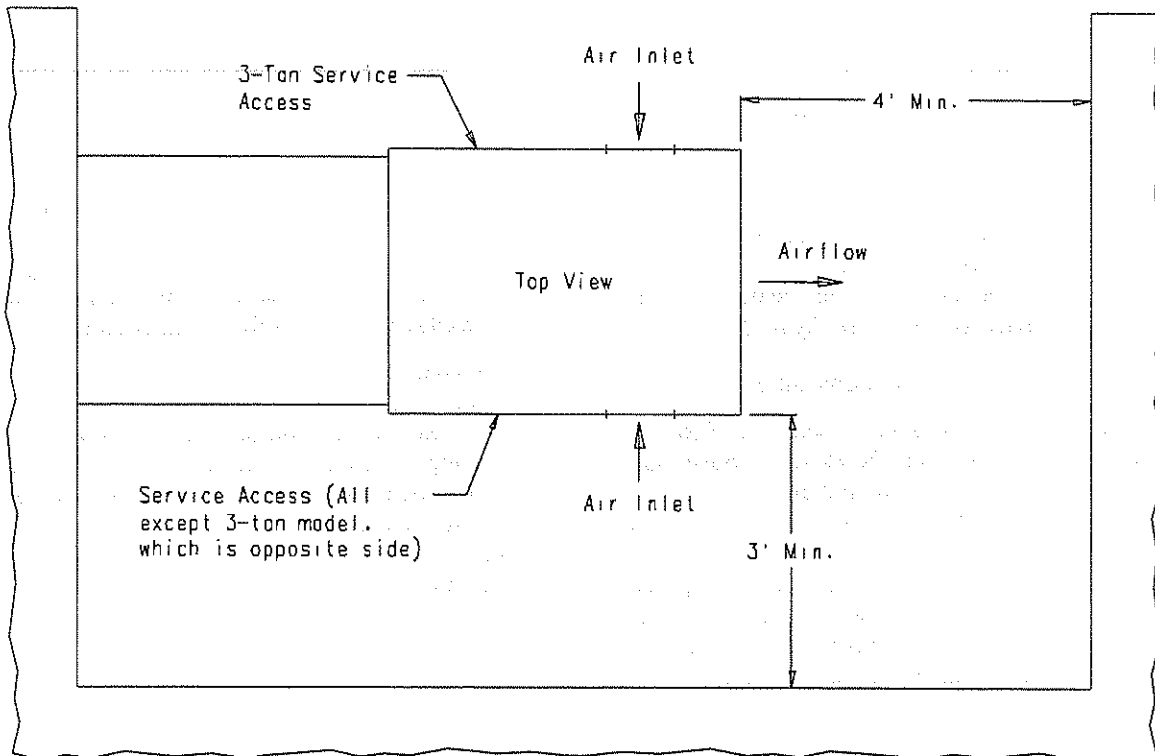 Air Inlet
3-Ton Service
Access
4' Min.
Airflow
Top View
Service Access (All
except 3-ton model.
which is opposite side)
Air Inlet
3' Min.